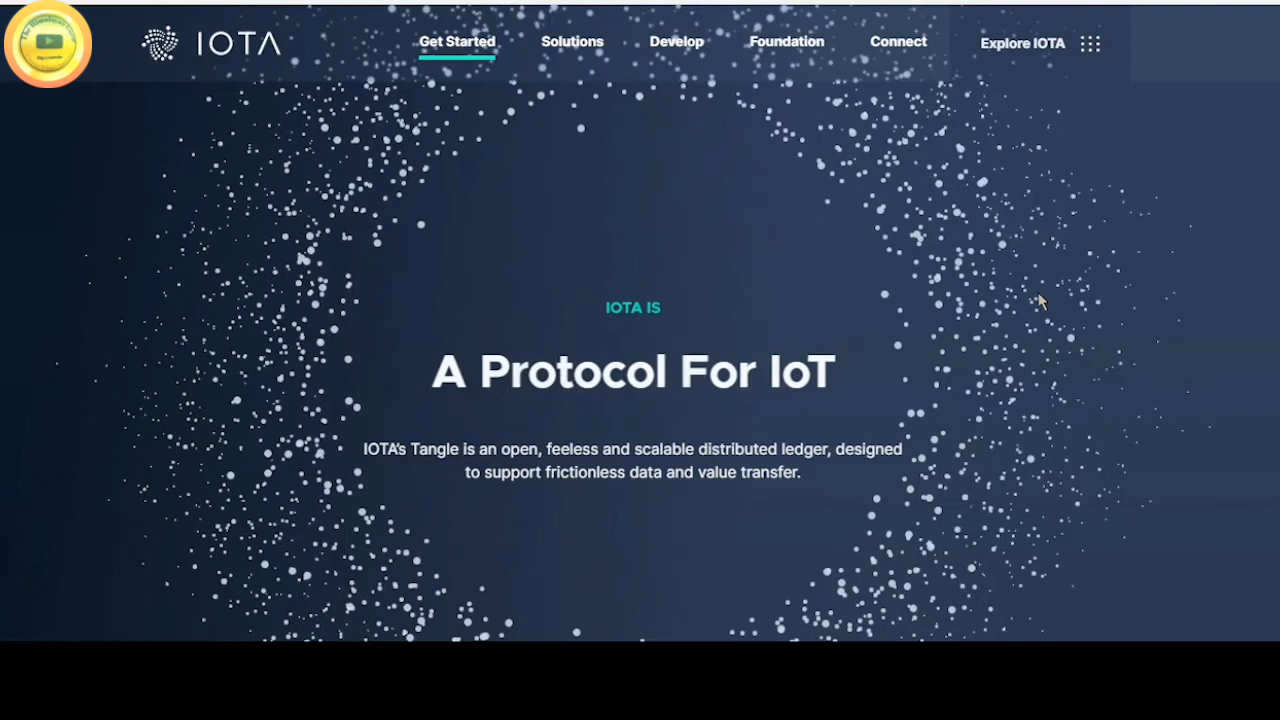 IOTA
Get Started
Solutions
Develop
Foundation
Connect
Explore IOTA
IOTA IS
A Protocol For IoT
IOTA's Tangle is an open, feeless and scalable distributed ledger, designed
to support frictionless data and value transfer.